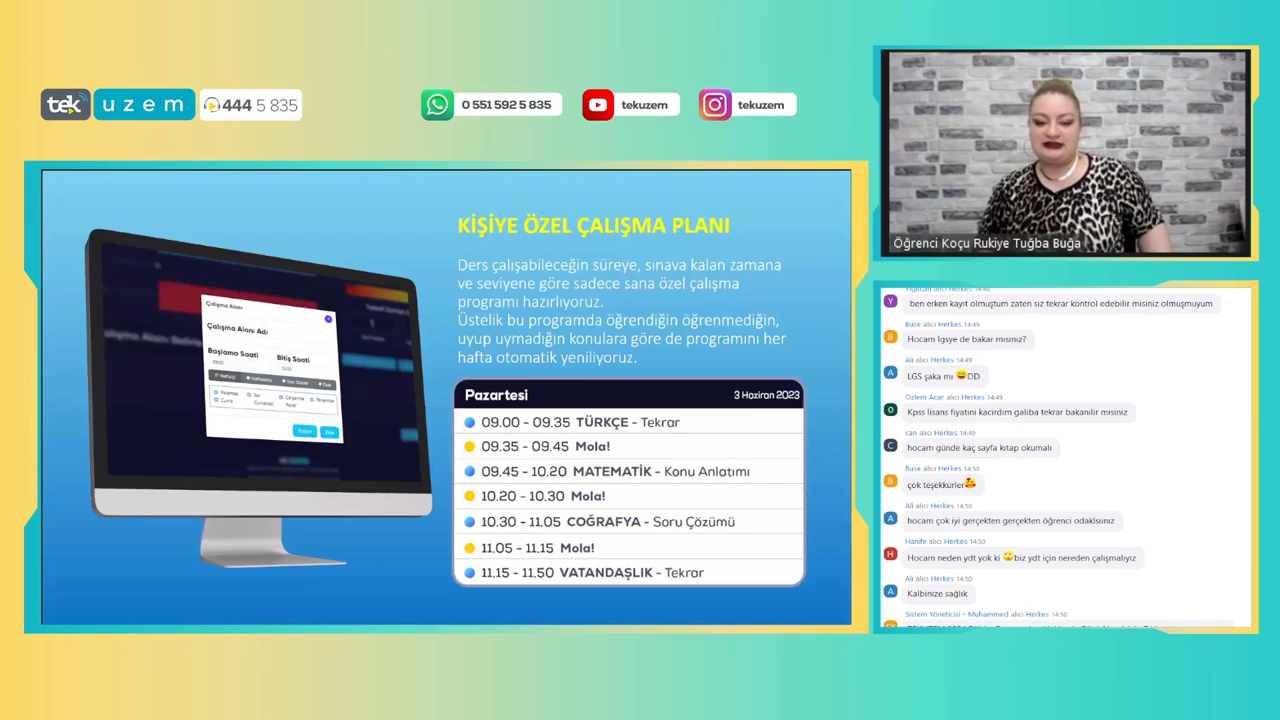 tek uzem 444 5 835
0 551 592 5 835
tekuzem
tekuzem
KİŞİYE ÖZEL ÇALIŞMA PLANI
Ders çalışabileceğin süreye, sınava kalan zamana
ve seviyene göre sadece sana özel çalışma
programı hazırlıyoruz.
Üstelik bu programda öğrendiğin öğrenmediğin,
uyup uymadığın konulara göre de programını her
hafta otomatik yeniliyoruz.
Çalışma Alanı
Çalışma Alanı Adı
Başlama Saati Bitiş Saati
Pazartesi 3 Haziran 2023
09.00 - 09.35 TÜRKÇE - Tekrar
09.35 - 09.45 Mola!
09.45 - 10.20 MATEMATİK - Konu Anlatımı
10.20 - 10.30 Mola!
10.30 - 11.05 COĞRAFYA - Soru Çözümü
11.05 - 11.15 Mola!
11.15 - 11.50 VATANDAŞLIK - Tekrar
Öğrenci Koçu Rukiye Tuğba Buğa
Y ben erken kayıt olmuştum zaten siz tekrar kontrol edebilir misiniz olmuşmuyum
Buse alıcı Herkes 14:49
B Hocam lgsye de bakar mısınız?
Ali alıcı Herkes 14:49
A LGS şaka mı DD
Özlem Acar alıcı Herkes 14:49
O Kpss lisans fiyatini kacirdim galiba tekrar bakanilir misiniz
can alıcı Herkes 14:49
C hocam günde kaç sayfa kıtap okumalı
Buse alıcı Herkes 14:50
B çok teşekkürler
Ali alıcı Herkes 14:50
A hocam çok iyi gerçekten gerçekten öğrenci odaklsıınız
Hanife alıcı Herkes 14:50
H Hocam neden ydt yok ki biz ydt için nereden çalışmalıyız
Ali alıcı Herkes 14:50
A Kalbinize sağlık
Sistem Yöneticisi - Muhammed alıcı Herkes 14:50